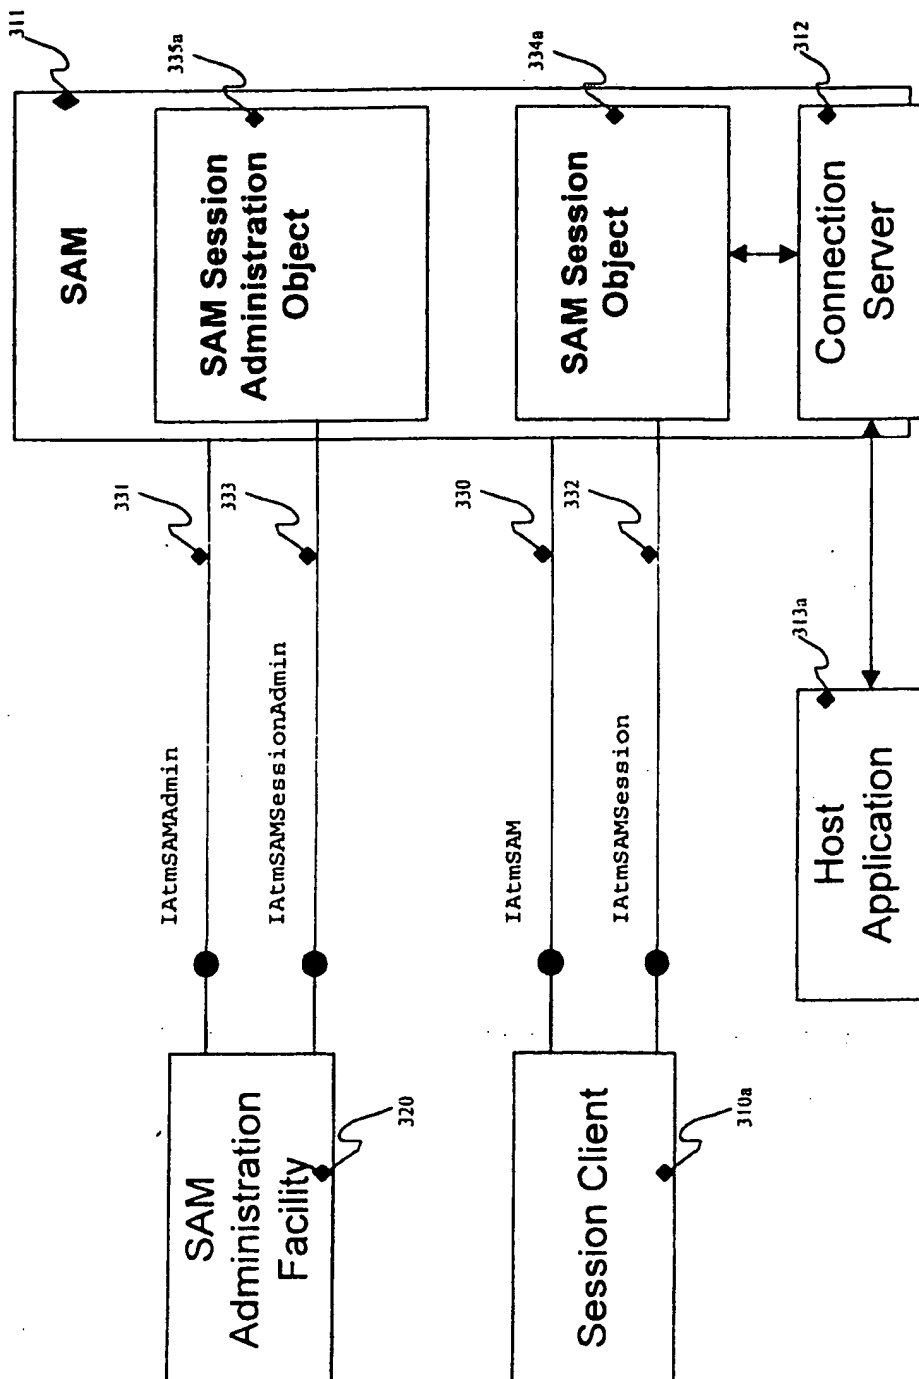 SAM
Administration
Facility
320
IAtmSAMAdmin
331
IAtmSAMSessionAdmin
333
SAM
311
SAM Session
Administration
Object
335a
Session Client
310a
IAtmSAM
330
IAtmSAMSession
332
SAM Session
Object
334a
Host
Application
313a
Connection
Server
312